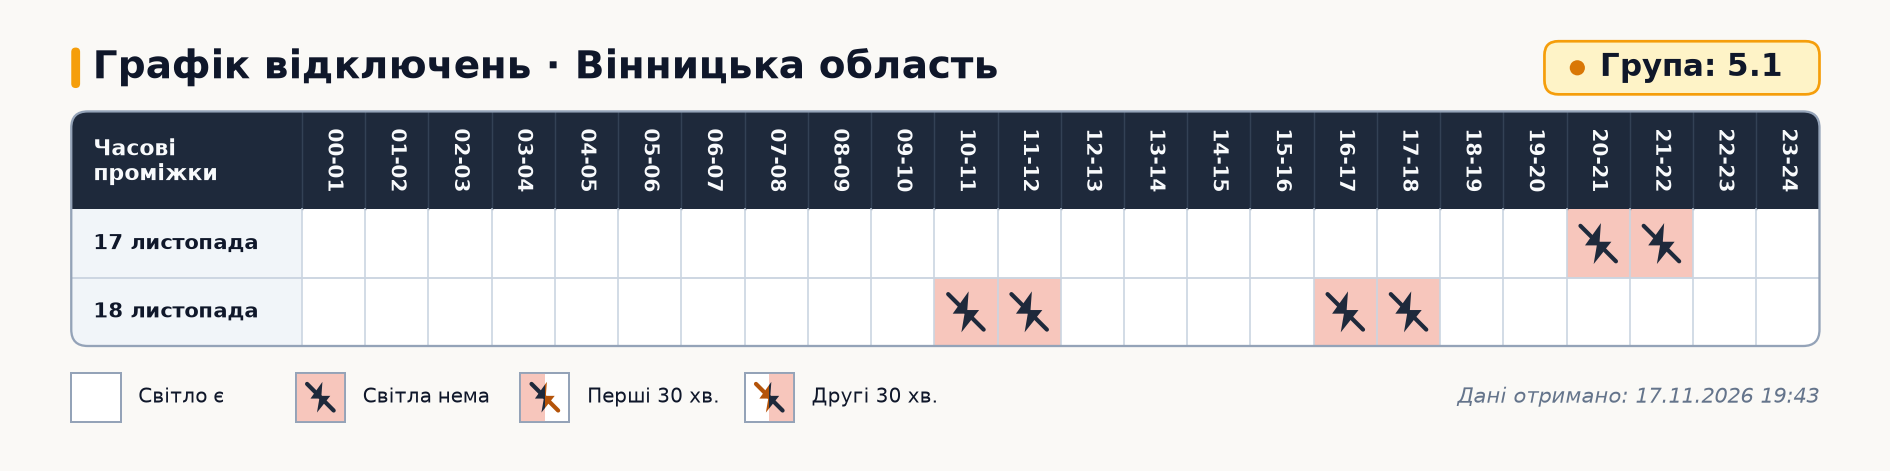 Графік відключень · Вінницька область
Група: 5.1
Часові
проміжки
00-01
01-02
02-03
03-04
04-05
05-06
06-07
07-08
08-09
09-10
10-11
11-12
12-13
13-14
14-15
15-16
16-17
17-18
18-19
19-20
20-21
21-22
22-23
23-24
17 листопада
18 листопада
Світло є
Світла нема
Перші 30 хв.
Другі 30 хв.
Дані отримано: 17.11.2026 19:43